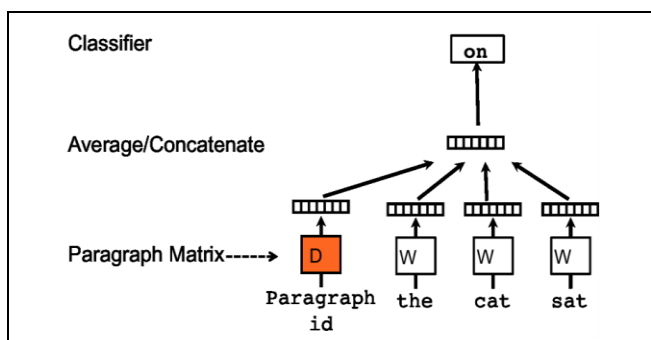 Classifier
on
Average/Concatenate
Paragraph Matrix
D
W
W
W
Paragraph
id
the
cat
sat